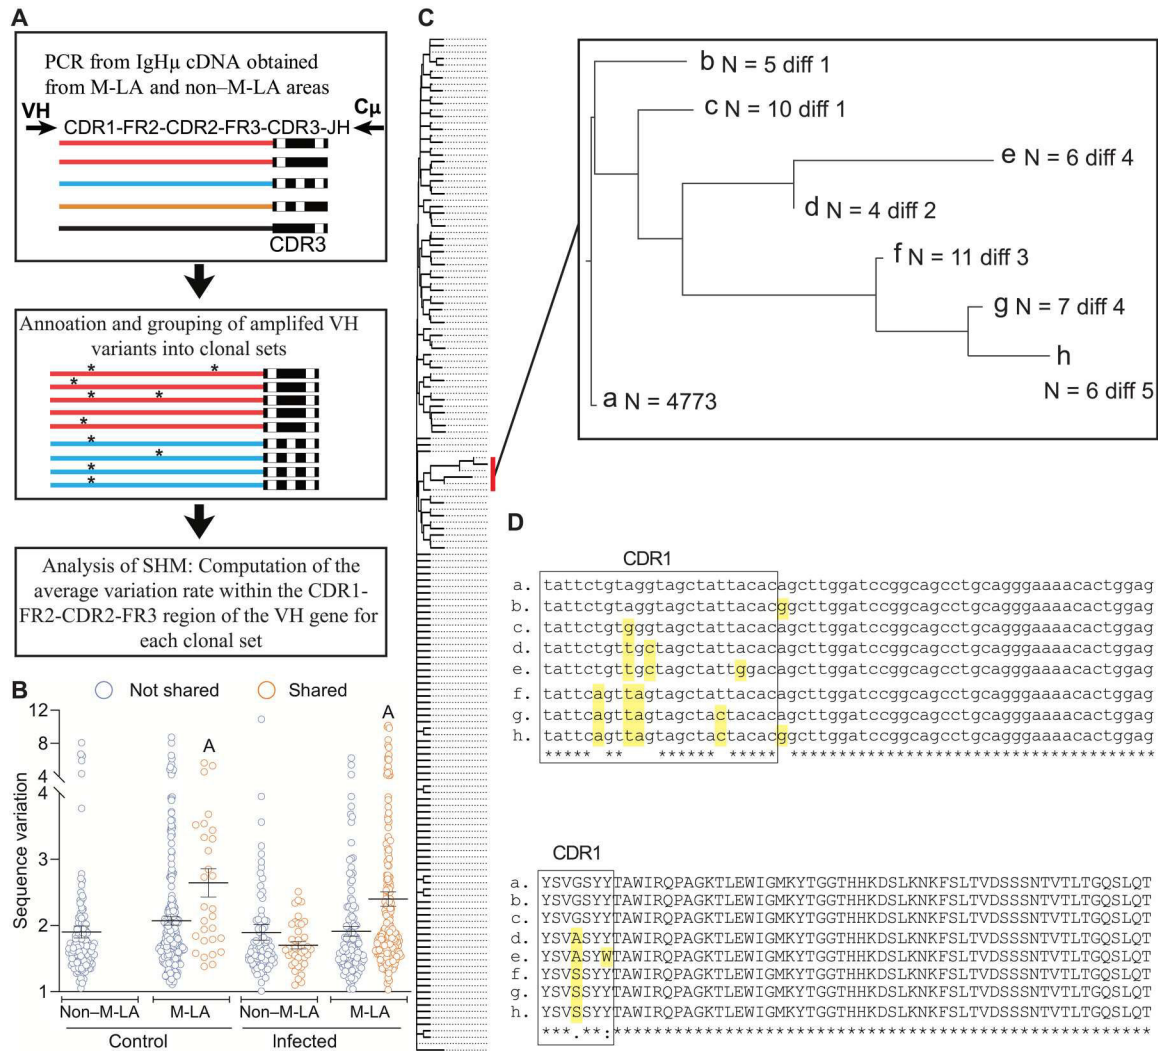 A
PCR from IgHμ cDNA obtained
from M-LA and non–M-LA areas
VH
Cμ
CDR1-FR2-CDR2-FR3-CDR3-JH
CDR3
Annoation and grouping of amplifed VH
variants into clonal sets
* *
*
* *
*
*
*
*
Analysis of SHM: Computation of the
average variation rate within the CDR1-
FR2-CDR2-FR3 region of the VH gene for
each clonal set
B
Not shared
Shared
Sequence variation
12
8
4
3
2
1
A
A
Non–M-LA
M-LA
Non–M-LA
M-LA
Control
Infected
C
b N = 5 diff 1
c N = 10 diff 1
e N = 6 diff 4
d N = 4 diff 2
f N = 11 diff 3
g N = 7 diff 4
h
N = 6 diff 5
a N = 4773
D
CDR1
a. tattctgtaggtagctattacacagcttggatccggcagcctgcagggaaaacactggag
b. tattctgtaggtagctattacacggcttggatccggcagcctgcagggaaaacactggag
c. tattctgtgggtagctattacacagcttggatccggcagcctgcagggaaaacactggag
d. tattctgttgctagctattacacagcttggatccggcagcctgcagggaaaacactggag
e. tattctgttgctagctattggacagcttggatccggcagcctgcagggaaaacactggag
f. tattcagttagtagctattacacagcttggatccggcagcctgcagggaaaacactggag
g. tattcagttagtagctactacacagcttggatccggcagcctgcagggaaaacactggag
h. tattcagttagtagctactacacggcttggatccggcagcctgcagggaaaacactggag
***** ** ****** ***** ************************************
CDR1
a. YSVGSYYTAWIRQPAGKTLEWIGMKYTGGTHHKDSLKNKFSLTVDSSSNTVTLTGQSLQT
b. YSVGSYYTAWIRQPAGKTLEWIGMKYTGGTHHKDSLKNKFSLTVDSSSNTVTLTGQSLQT
c. YSVGSYYTAWIRQPAGKTLEWIGMKYTGGTHHKDSLKNKFSLTVDSSSNTVTLTGQSLQT
d. YSVASYYTAWIRQPAGKTLEWIGMKYTGGTHHKDSLKNKFSLTVDSSSNTVTLTGQSLQT
e. YSVASYWTAWIRQPAGKTLEWIGMKYTGGTHHKDSLKNKFSLTVDSSSNTVTLTGQSLQT
f. YSVSSYYTAWIRQPAGKTLEWIGMKYTGGTHHKDSLKNKFSLTVDSSSNTVTLTGQSLQT
g. YSVSSYYTAWIRQPAGKTLEWIGMKYTGGTHHKDSLKNKFSLTVDSSSNTVTLTGQSLQT
h. YSVSSYYTAWIRQPAGKTLEWIGMKYTGGTHHKDSLKNKFSLTVDSSSNTVTLTGQSLQT
***.**:*****************************************************